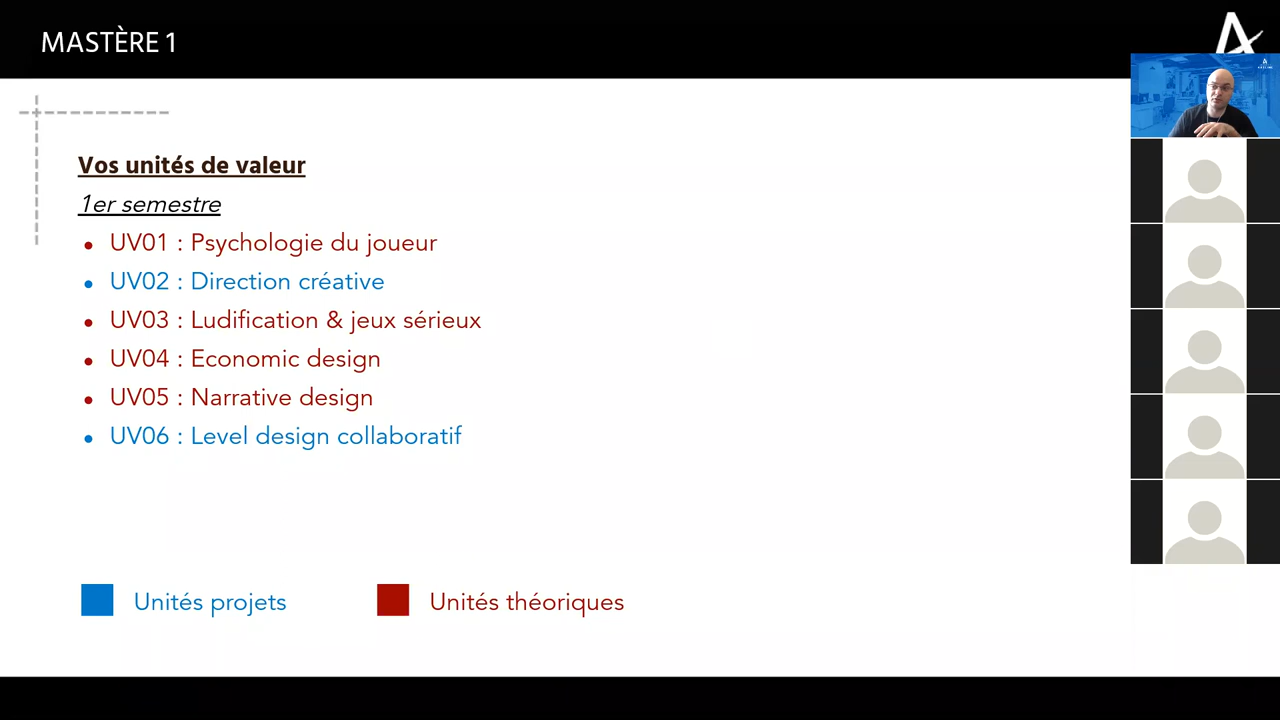 MASTÈRE 1
Vos unités de valeur
1er semestre
• UV01 : Psychologie du joueur
• UV02 : Direction créative
• UV03 : Ludification & jeux sérieux
• UV04 : Economic design
• UV05 : Narrative design
• UV06 : Level design collaboratif
Unités projets
Unités théoriques